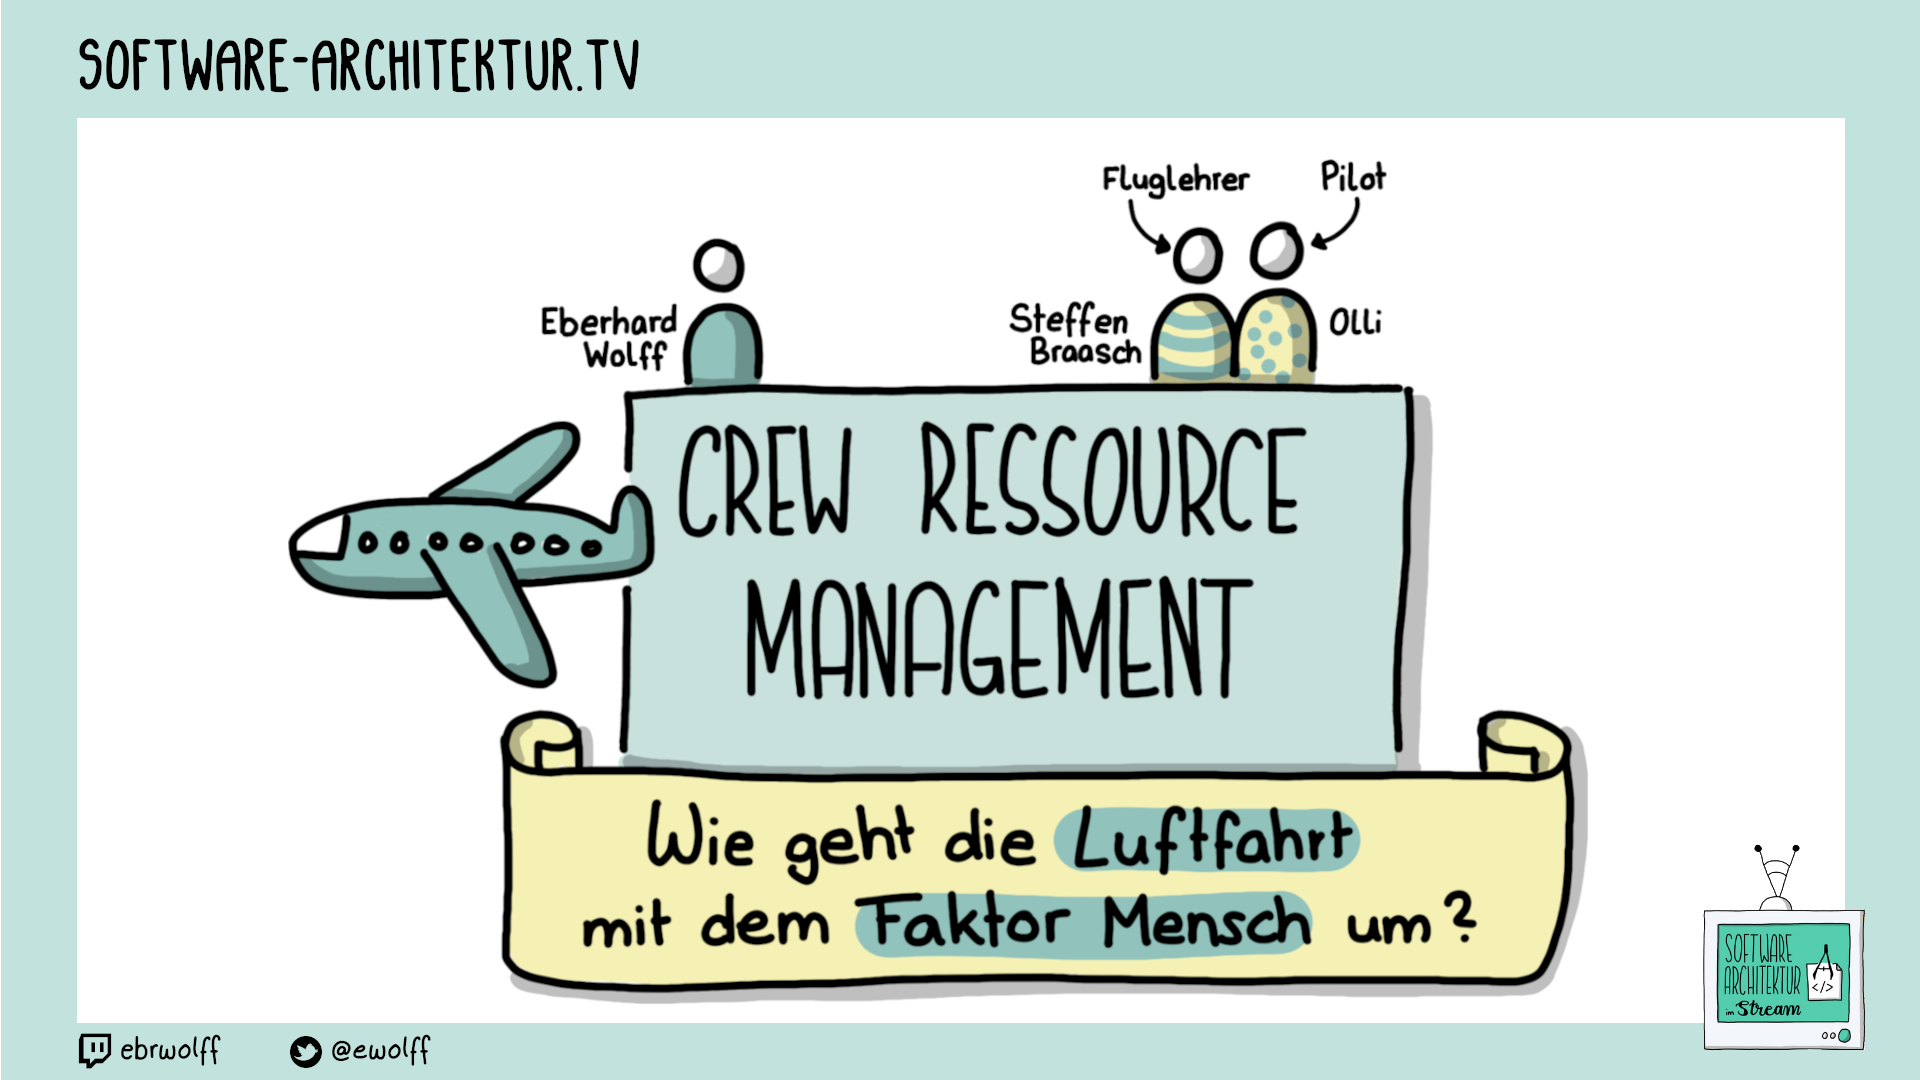 SOFTWARE-ARCHITEKTUR.TV
Fluglehrer
Pilot
Eberhard
Wolff
Steffen
Braasch
Olli
CREW RESSOURCE
MANAGEMENT
Wie geht die Luftfahrt
mit dem Faktor Mensch um?
SOFTWARE
ARCHITEKTUR
</>
im Stream
ebrwolff
@ewolff